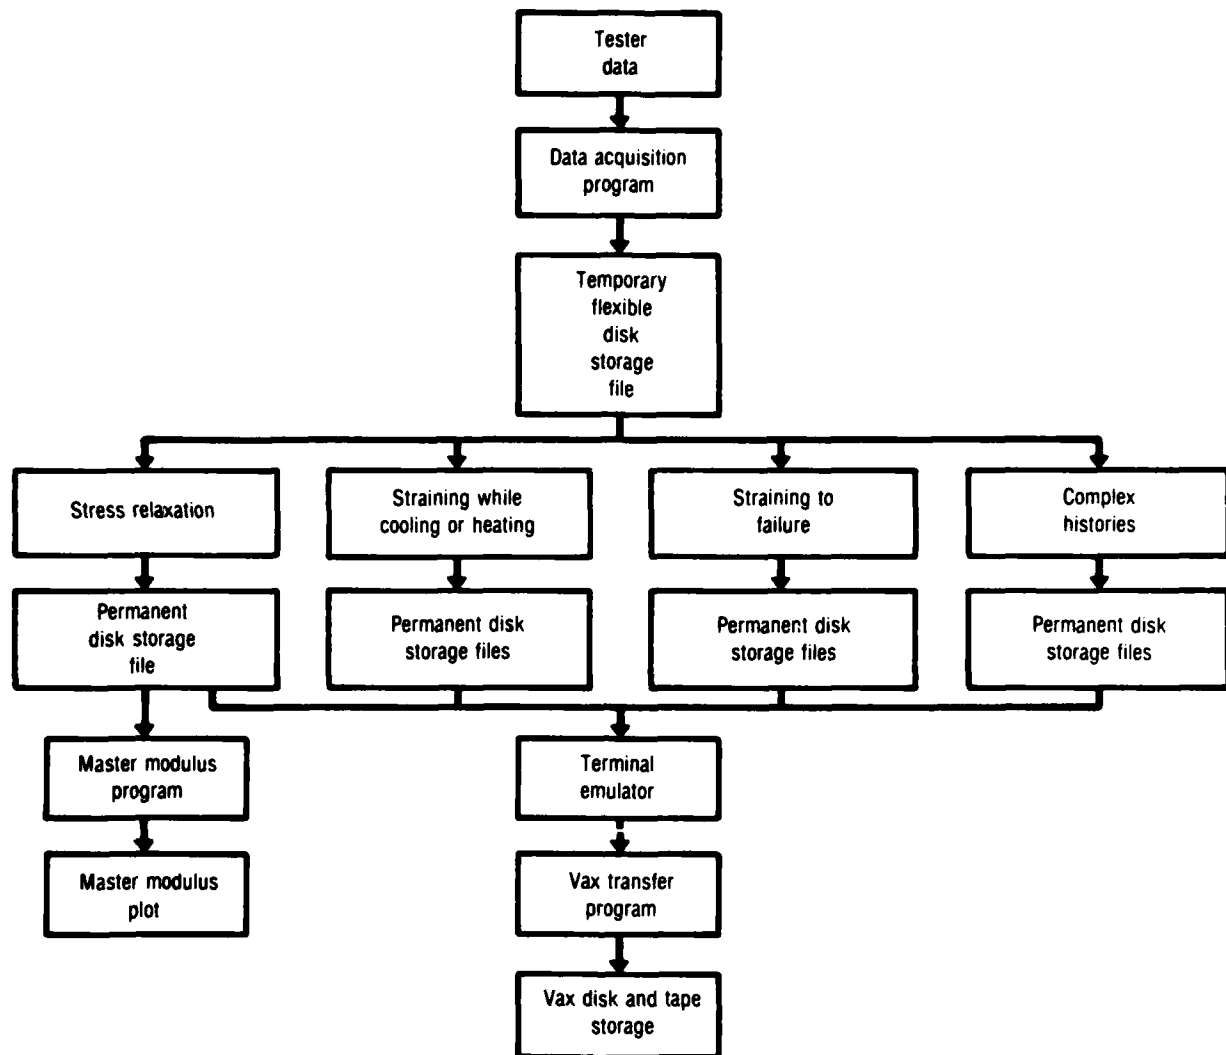 Tester
data
Data acquisition
program
Temporary
flexible
disk
storage
file
Stress relaxation
Straining while
cooling or heating
Straining to
failure
Complex
histories
Permanent
disk storage
file
Permanent disk
storage files
Permanent disk
storage files
Permanent disk
storage files
Master modulus
program
Terminal
emulator
Master modulus
plot
Vax transfer
program
Vax disk and tape
storage